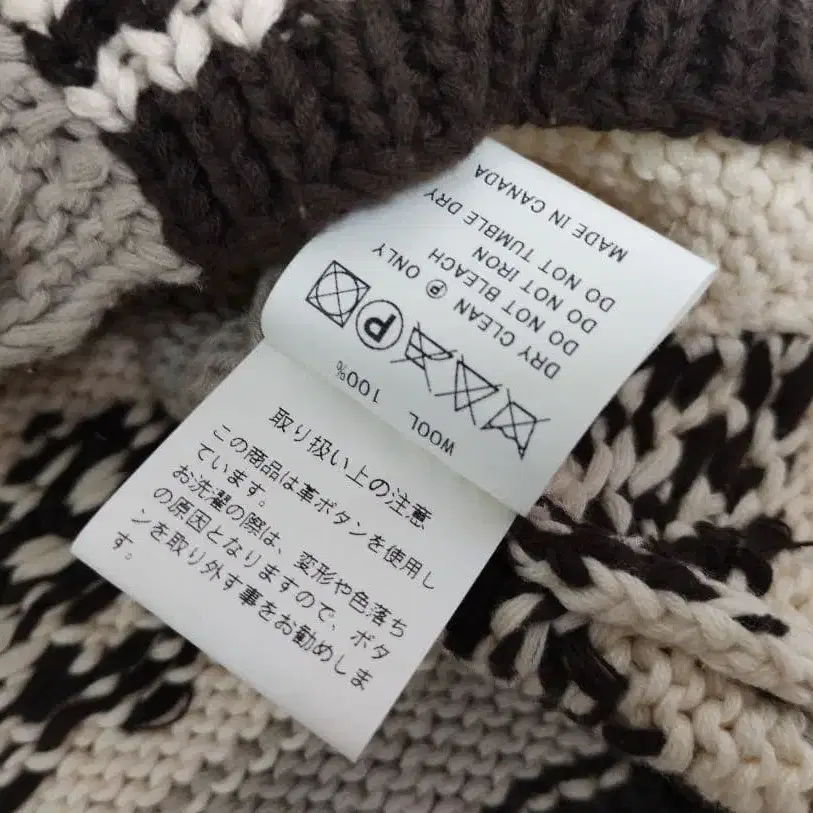 WOOL 100%
DRY CLEAN Ⓟ ONLY
DO NOT BLEACH
DO NOT IRON
DO NOT TUMBLE DRY
MADE IN CANADA
取り扱い上の注意
この商品は革ボタンを使用し
ています。
お洗濯の際は、変形や色落ち
の原因となりますので、ボタ
ンを取り外す事をお勧めしま
す。